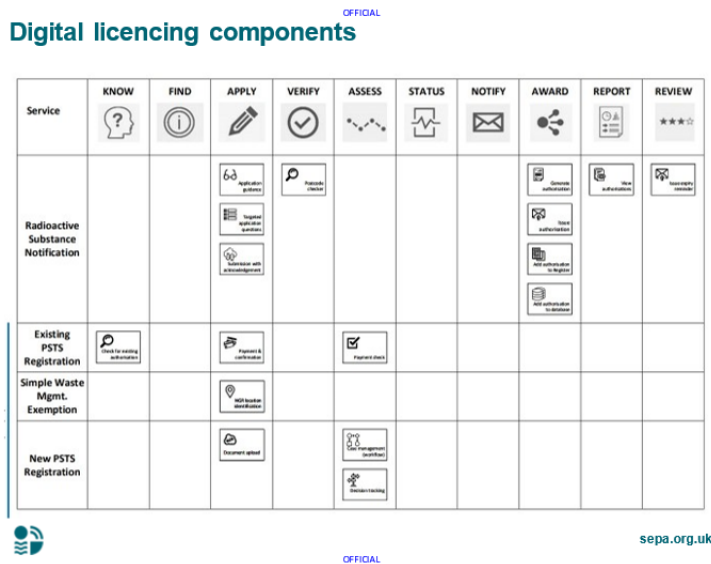 OFFICIAL
Digital licencing components
Service
KNOW
FIND
APPLY
VERIFY
ASSESS
STATUS
NOTIFY
AWARD
REPORT
REVIEW
Radioactive
Substance
Notification
Application
guidance
Targeted
application
questions
Submission with
acknowledgement
Postcode
checker
Generate
authorisation
Issue
authorisation
Add authorisation
to Register
Add authorisation
to database
View
authorisations
Issue expiry
reminder
Existing
PSTS
Registration
Check for existing
authorisation
Payment &
confirmation
Payment check
Simple Waste
Mgmt.
Exemption
NGR location
identification
New PSTS
Registration
Document upload
Case management
(workflow)
Decision tracking
sepa.org.uk
OFFICIAL